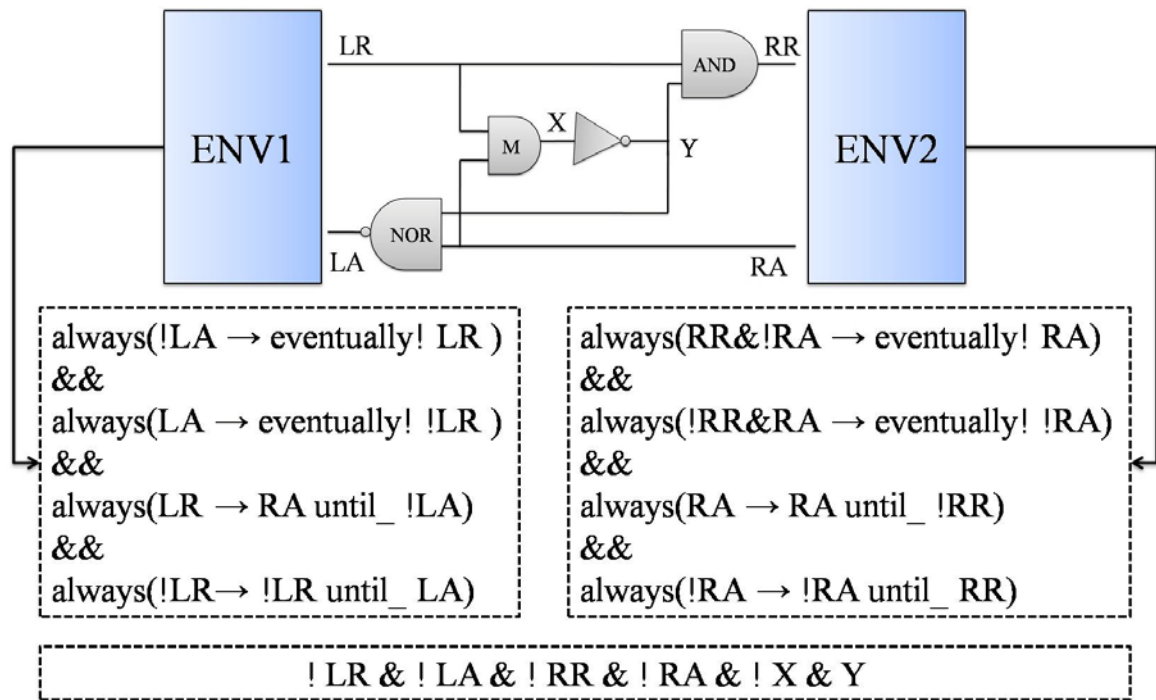 LR
RR
AND
ENV1
X
M
Y
ENV2
NOR
LA
RA
always(!LA → eventually! LR )
&&
always(LA → eventually! !LR )
&&
always(LR → RA until_ !LA)
&&
always(!LR→ !LR until_ LA)
always(RR&!RA → eventually! RA)
&&
always(!RR&RA → eventually! !RA)
&&
always(RA → RA until_ !RR)
&&
always(!RA → !RA until_ RR)
! LR & ! LA & ! RR & ! RA & ! X & Y